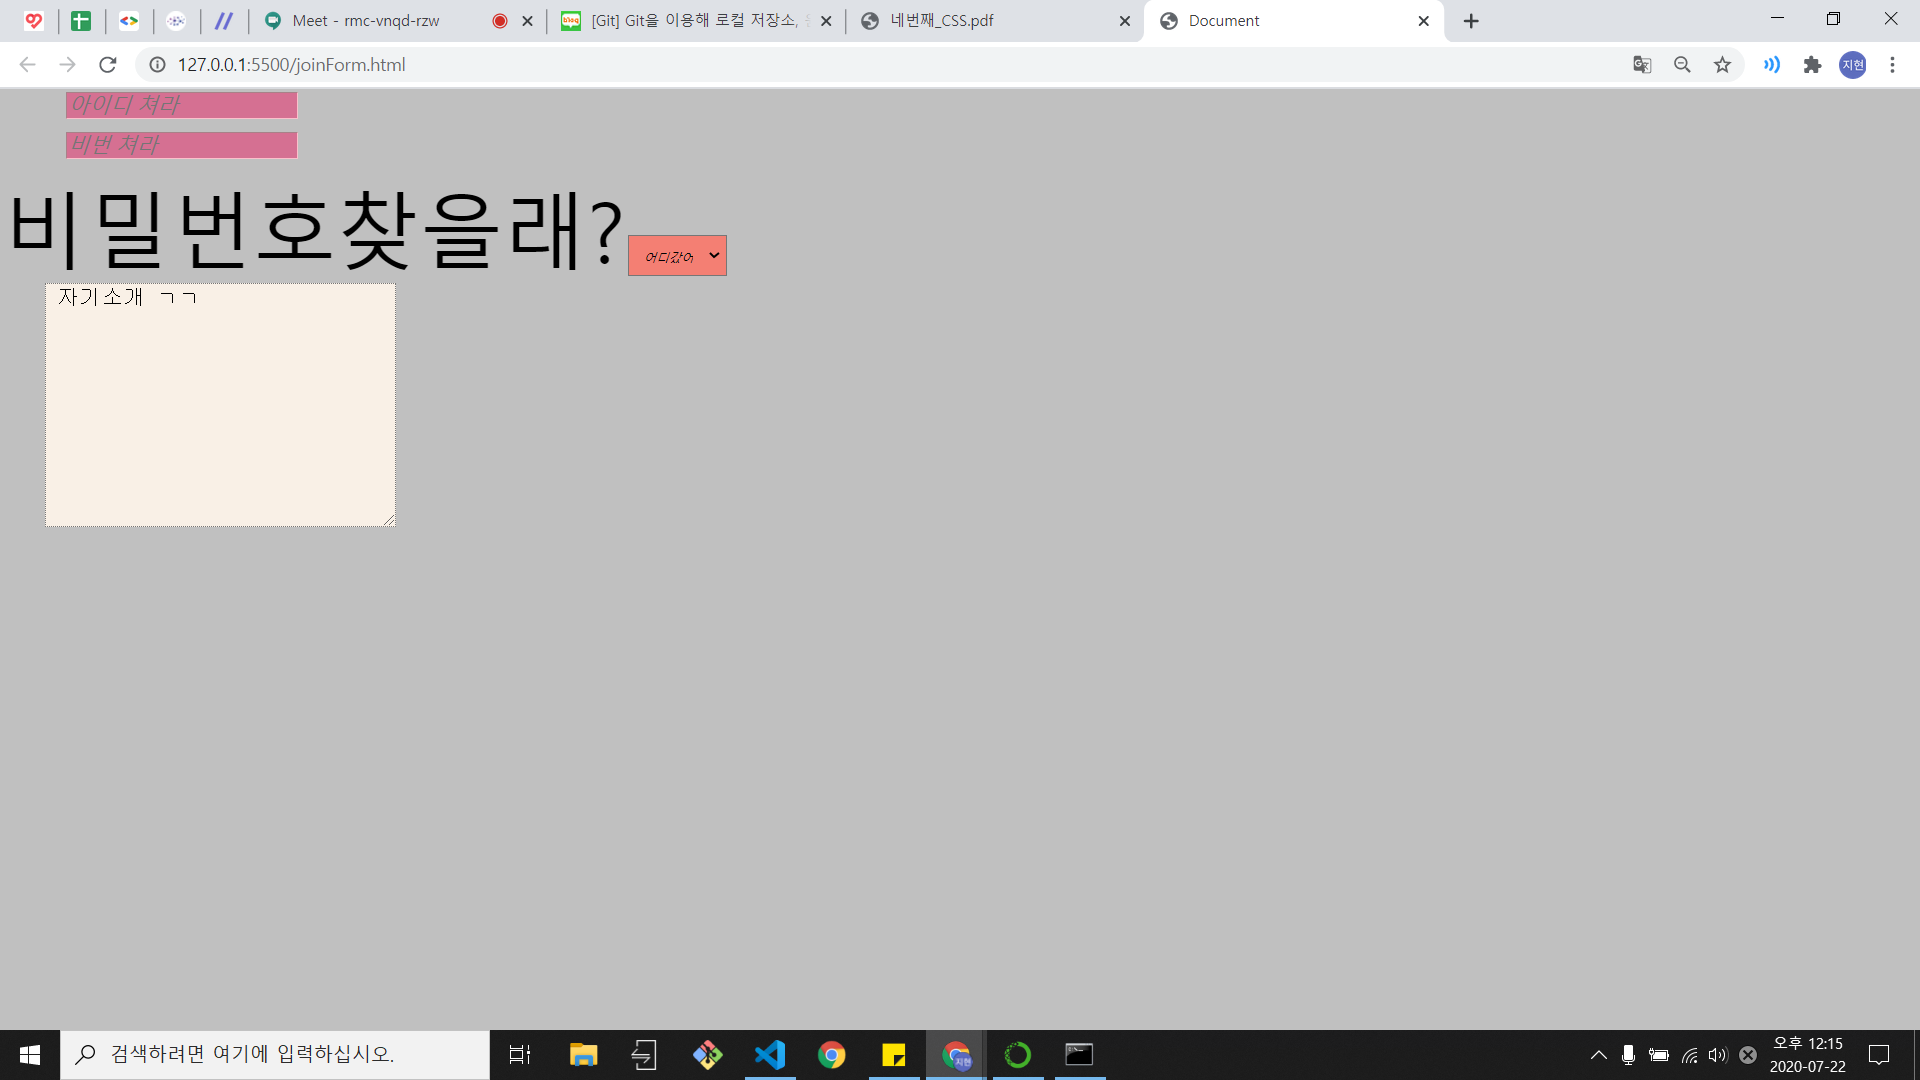 Meet - rmc-vnqd-rzw
blog
[Git] Git을 이용해 로컬 저장소,
네번째_CSS.pdf
Document
127.0.0.1:5500/joinForm.html
지현
아이디 쳐라
비번 쳐라
비밀번호찾을래?
어디갔어
자기소개 ㄱㄱ
검색하려면 여기에 입력하십시오.
지현
오후 12:15
2020-07-22